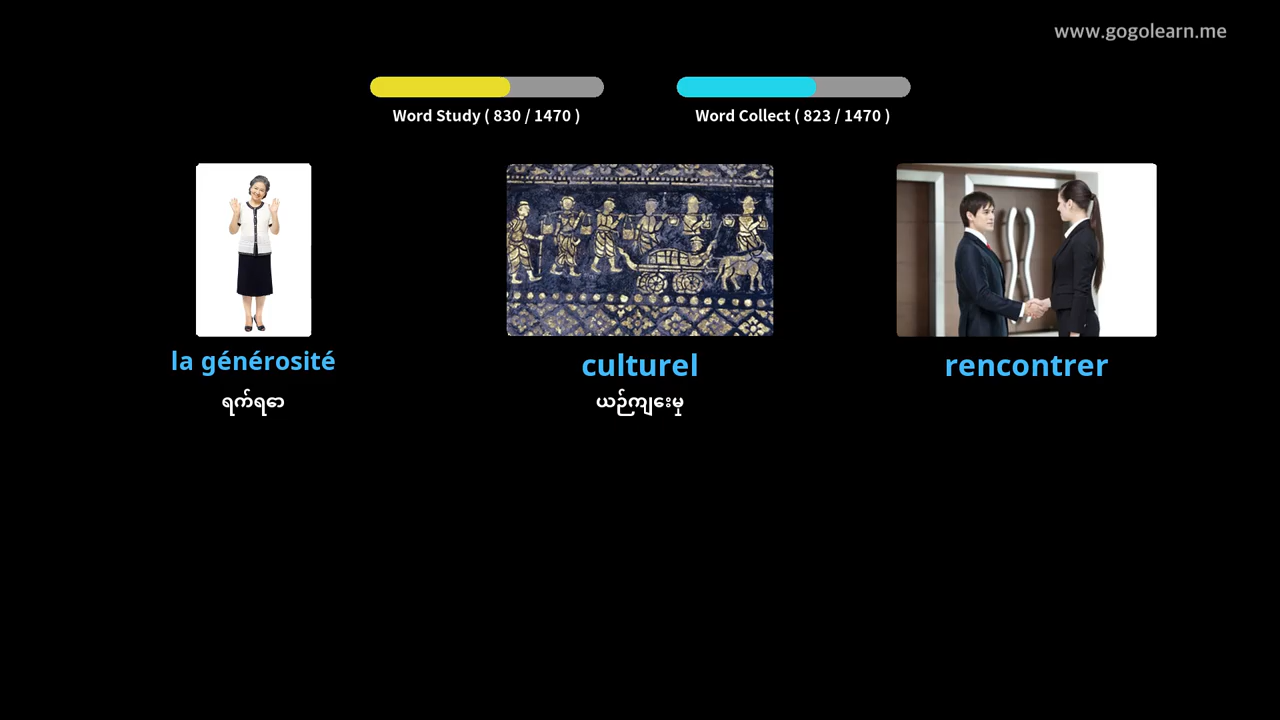 www.gogolearn.me
Word Study ( 830 / 1470 )
Word Collect ( 823 / 1470 )
la générosité
culturel
rencontrer
ရက်ရော
ယဉ်ကျေးမှု